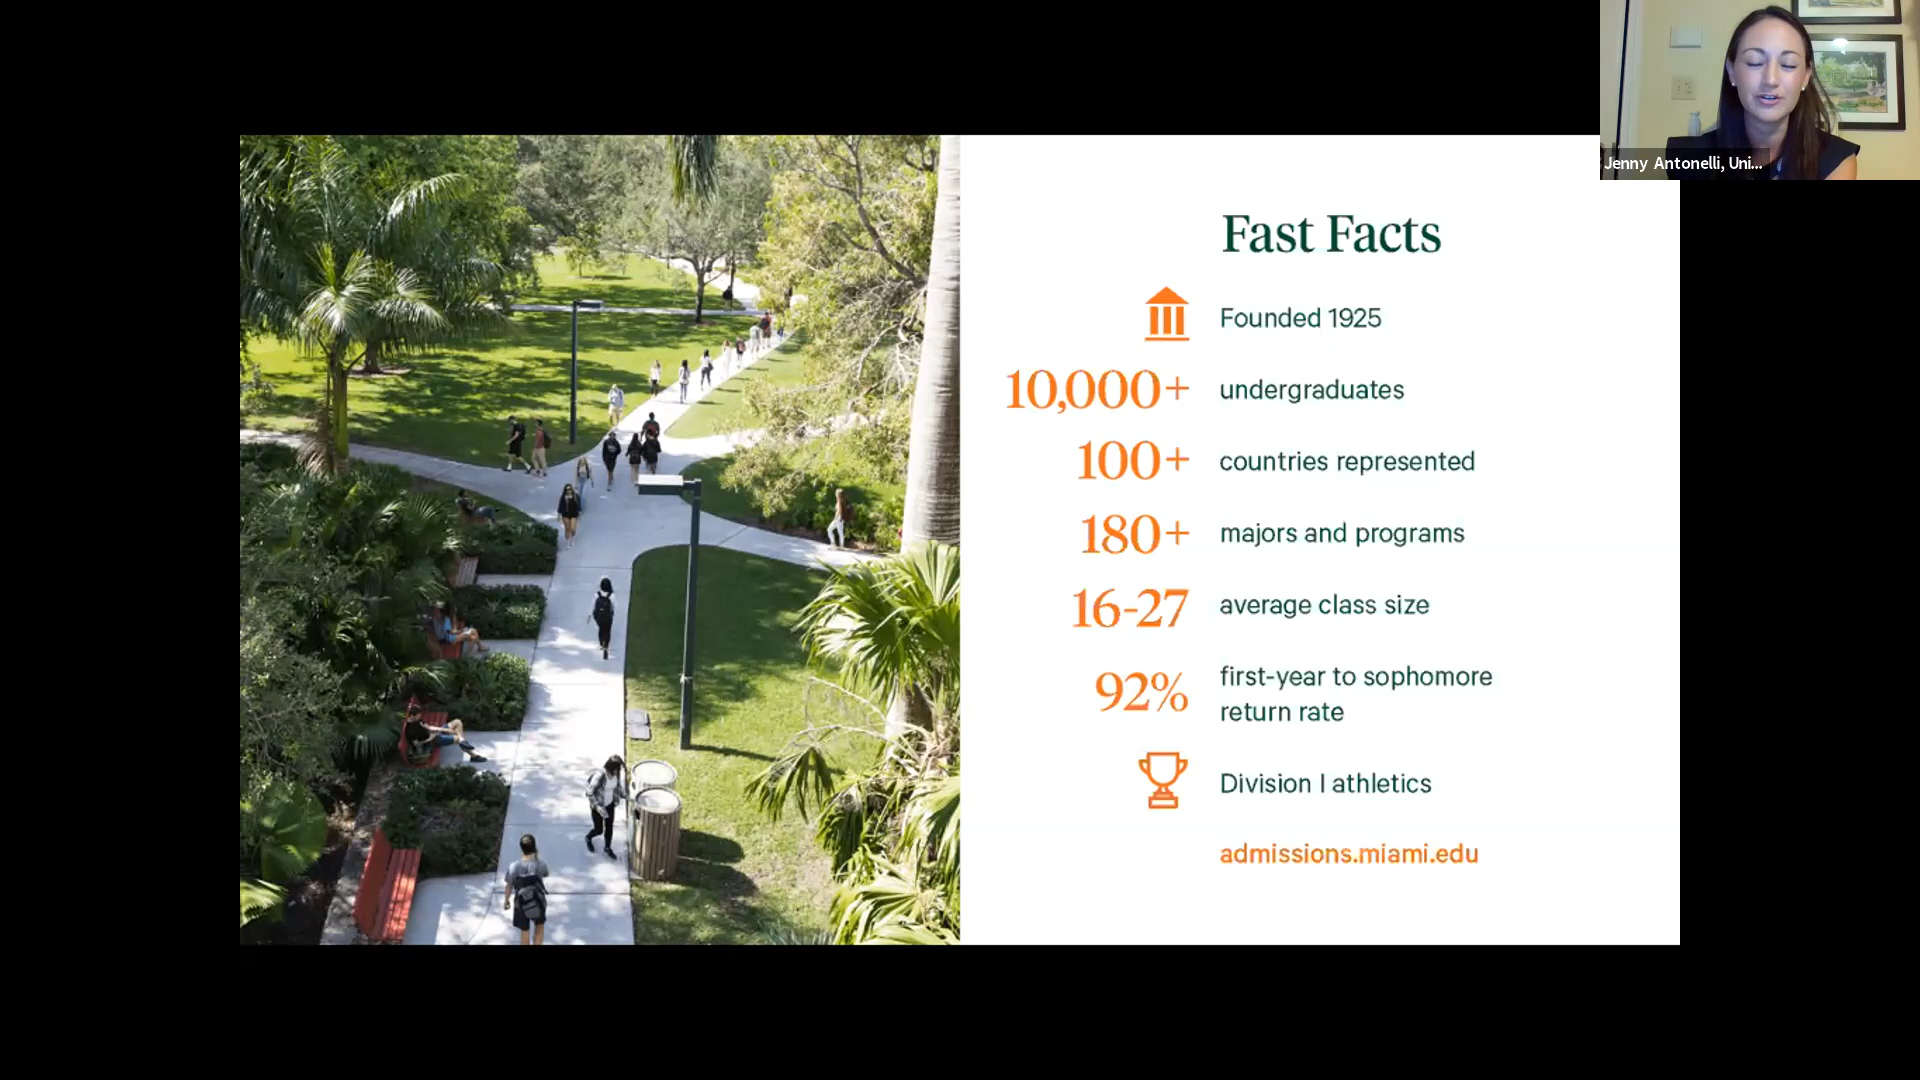 Jenny Antonelli, Uni...
Fast Facts
Founded 1925
10,000+ undergraduates
100+ countries represented
180+ majors and programs
16-27 average class size
92% first-year to sophomore
return rate
Division I athletics
admissions.miami.edu